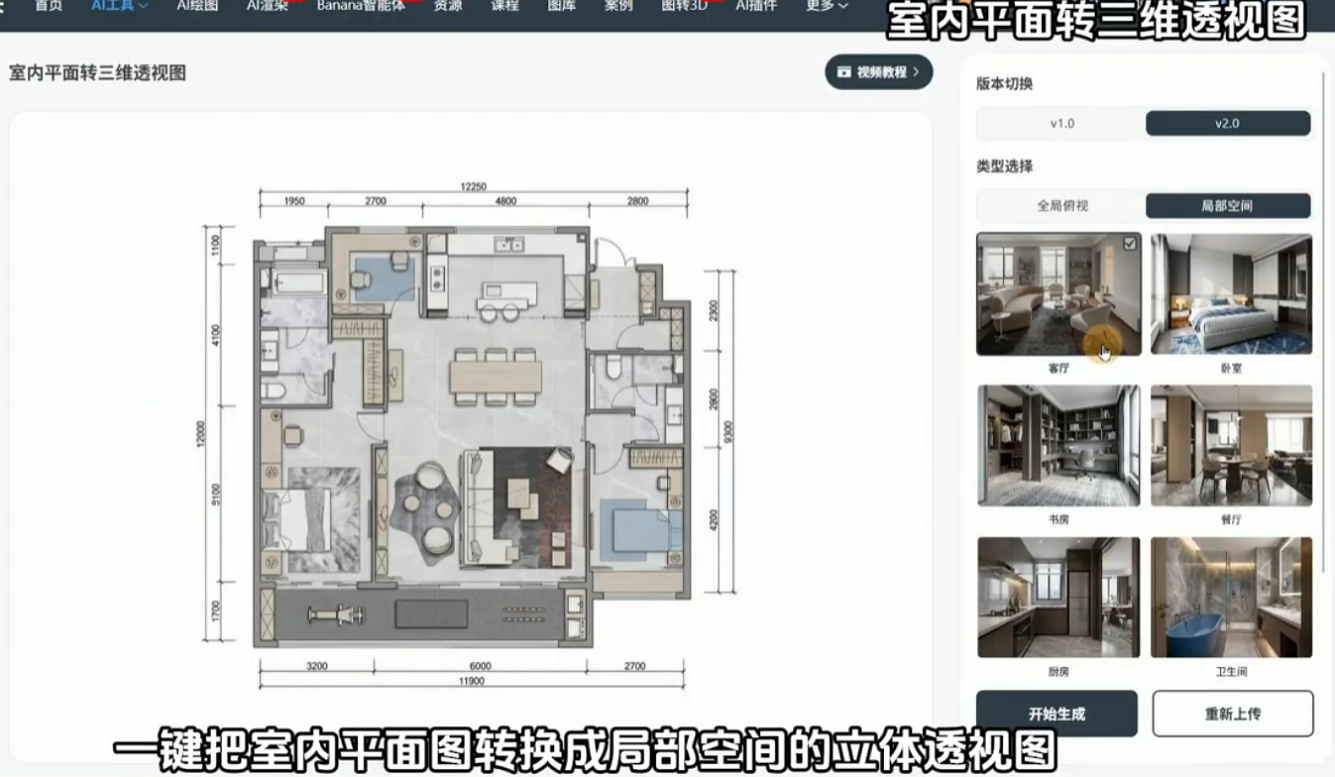 首页 AI工具 AI绘图 AI渲染 Banana智能体 资源 课程 图库 案例 图转3D AI插件 更多
室内平面转三维透视图
室内平面转三维透视图
视频教程
版本切换
v1.0 v2.0
类型选择
全局俯视 局部空间
客厅 卧室
书房 餐厅
厨房 卫生间
开始生成 重新上传
12250
1950 2700 4800 2800
1100
4100
12000
5100
1700
2300
2800
9300
4200
3200 6000 2700
11900
一键把室内平面图转换成局部空间的立体透视图